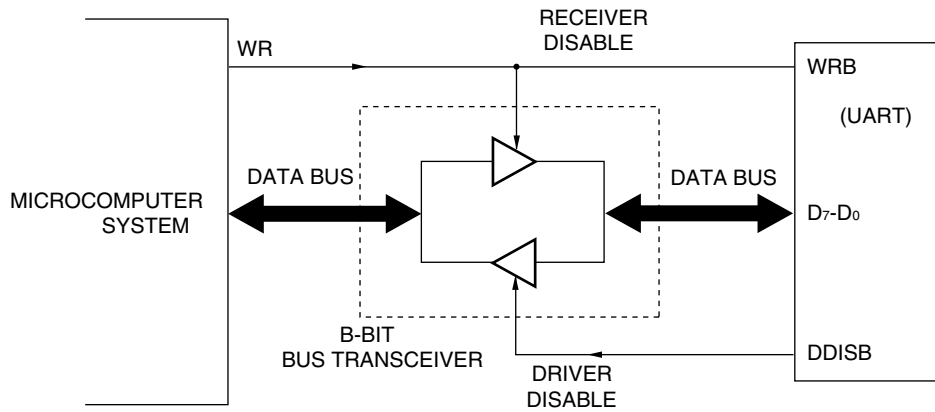 RECEIVER
DISABLE
WR
WRB
(UART)
DATA BUS
DATA BUS
MICROCOMPUTER
SYSTEM
D7-D0
B-BIT
BUS TRANSCEIVER
DDISB
DRIVER
DISABLE